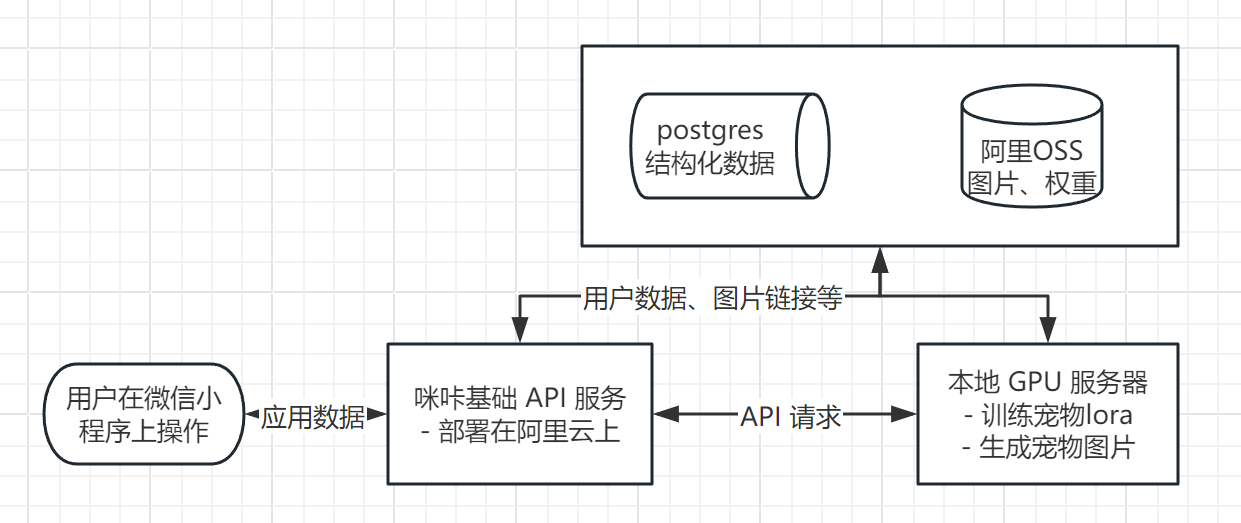 postgres
结构化数据
阿里OSS
图片、权重
用户数据、图片链接等
用户在微信小
程序上操作
应用数据
咪咔基础 API 服务
- 部署在阿里云上
API 请求
本地 GPU 服务器
- 训练宠物lora
- 生成宠物图片